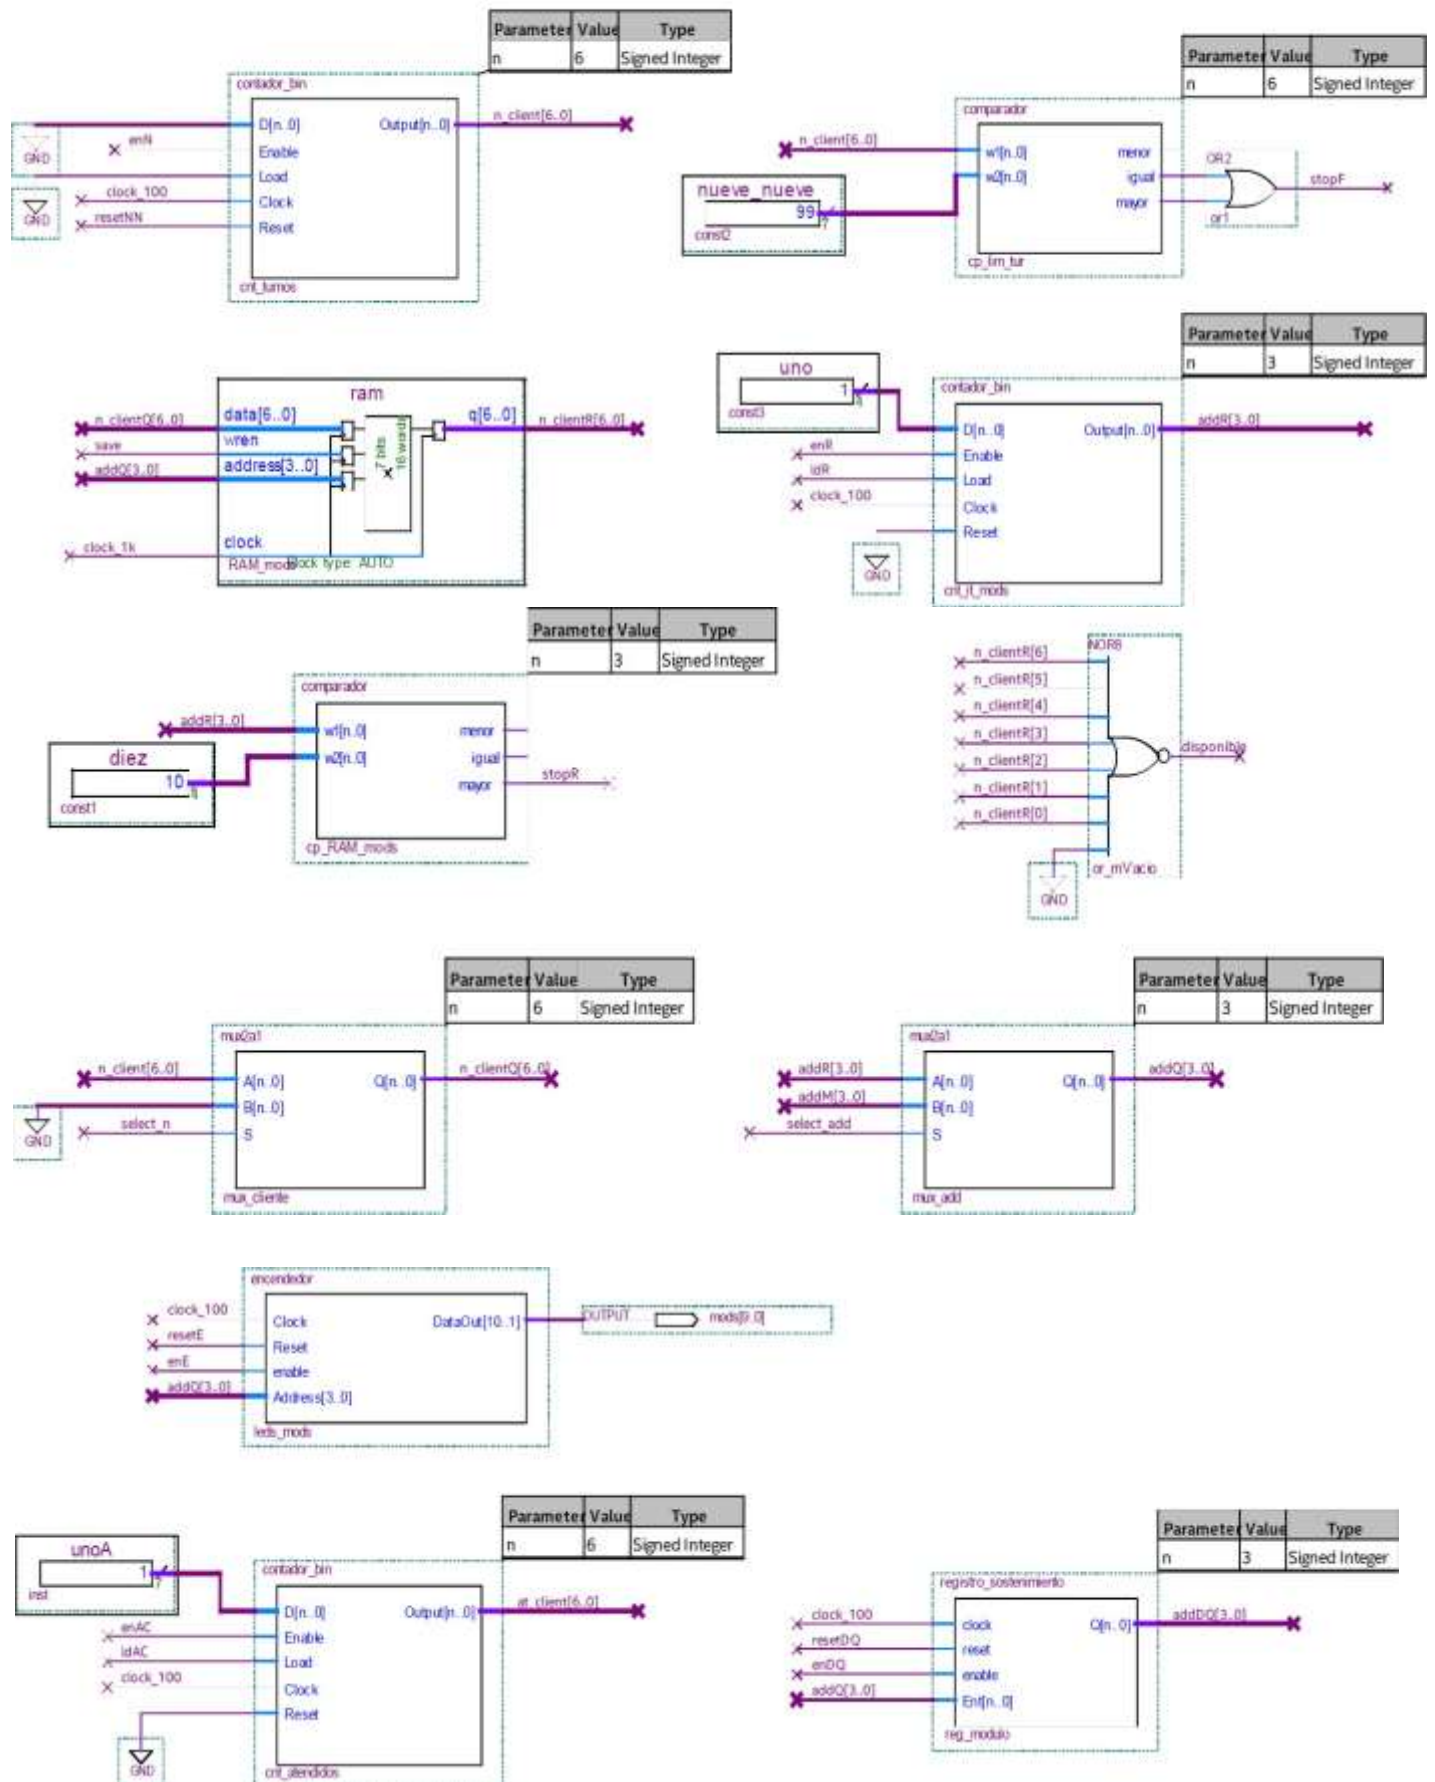 Parameter Value Type
n 6 Signed Integer
contador_bin
D[n..0] Output[n..0] n_client[6..0]
GND
enN Enable
Load
clock_100 Clock
GND
resetNN Reset
cnt_turnos
Parameter Value Type
n 6 Signed Integer
comparador
n_client[6..0] w1[n..0] menor
nueve_nueve
99
const2
w2[n..0] igual
mayor
OR2
stopF
or1
cp_lim_tur
ram
n_clientQ[6..0] data[6..0] q[6..0] n_clientR[6..0]
save wren
addQ[3..0] address[3..0]
7 bits
16 words
clock_1k clock
RAM_mods Block type: AUTO
Parameter Value Type
n 3 Signed Integer
uno
1
const3
4
contador_bin
D[n..0] Output[n..0] addR[3..0]
enR Enable
ldR Load
clock_100 Clock
Reset
GND
cnt_jt_mods
Parameter Value Type
n 3 Signed Integer
comparador
addR[3..0] w1[n..0] menor
diez
10
const1
4
w2[n..0] igual
mayor stopR
cp_RAM_mods
NOR8
n_clientR[6]
n_clientR[5]
n_clientR[4]
n_clientR[3]
n_clientR[2]
n_clientR[1]
n_clientR[0]
disponible
or_mVacio
GND
Parameter Value Type
n 6 Signed Integer
mux2a1
n_client[6..0] A[n..0] Q[n..0] n_clientQ[6..0]
B[n..0]
GND
select_n S
mux_cliente
Parameter Value Type
n 3 Signed Integer
mux2a1
addR[3..0] A[n..0] Q[n..0] addQ[3..0]
addM[3..0] B[n..0]
select_add S
mux_add
encendedor
clock_100 Clock DataOut[10..1] OUTPUT mods[9..0]
resetE Reset
enE enable
addQ[3..0] Address[3..0]
leds_mods
Parameter Value Type
n 6 Signed Integer
unoA
1
inst
7
contador_bin
D[n..0] Output[n..0] at_client[6..0]
enAC Enable
ldAC Load
clock_100 Clock
Reset
GND
cnt_atendidos
Parameter Value Type
n 3 Signed Integer
registro_sostenimiento
clock_100 clock Q[n..0] addDQ[3..0]
resetDQ reset
enDQ enable
addQ[3..0] Ent[n..0]
reg_modulo